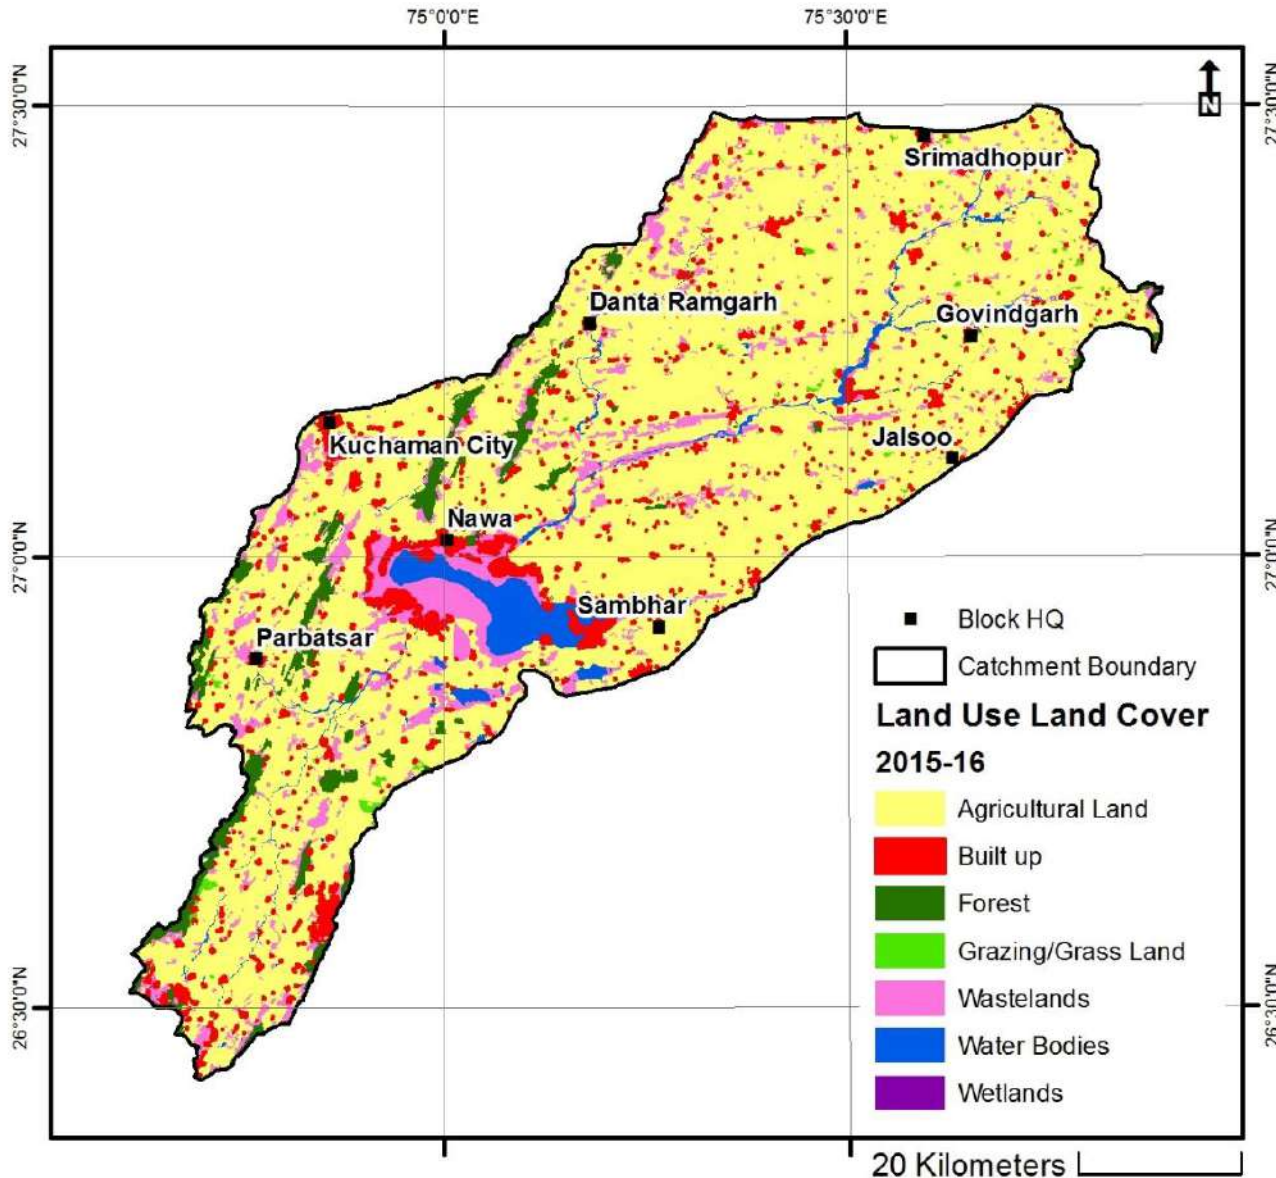 75°0'0"E
75°30'0"E
27°30'0"N
27°30'0"N
N
Srimadhopur
Danta Ramgarh
Govindgarh
Kuchaman City
Jalsoo
Nawa
27°0'0"N
27°0'0"N
Sambhar
Parbatsar
Block HQ
Catchment Boundary
Land Use Land Cover
2015-16
Agricultural Land
Built up
Forest
Grazing/Grass Land
Wastelands
26°30'0"N
26°30'0"N
Water Bodies
Wetlands
20 Kilometers